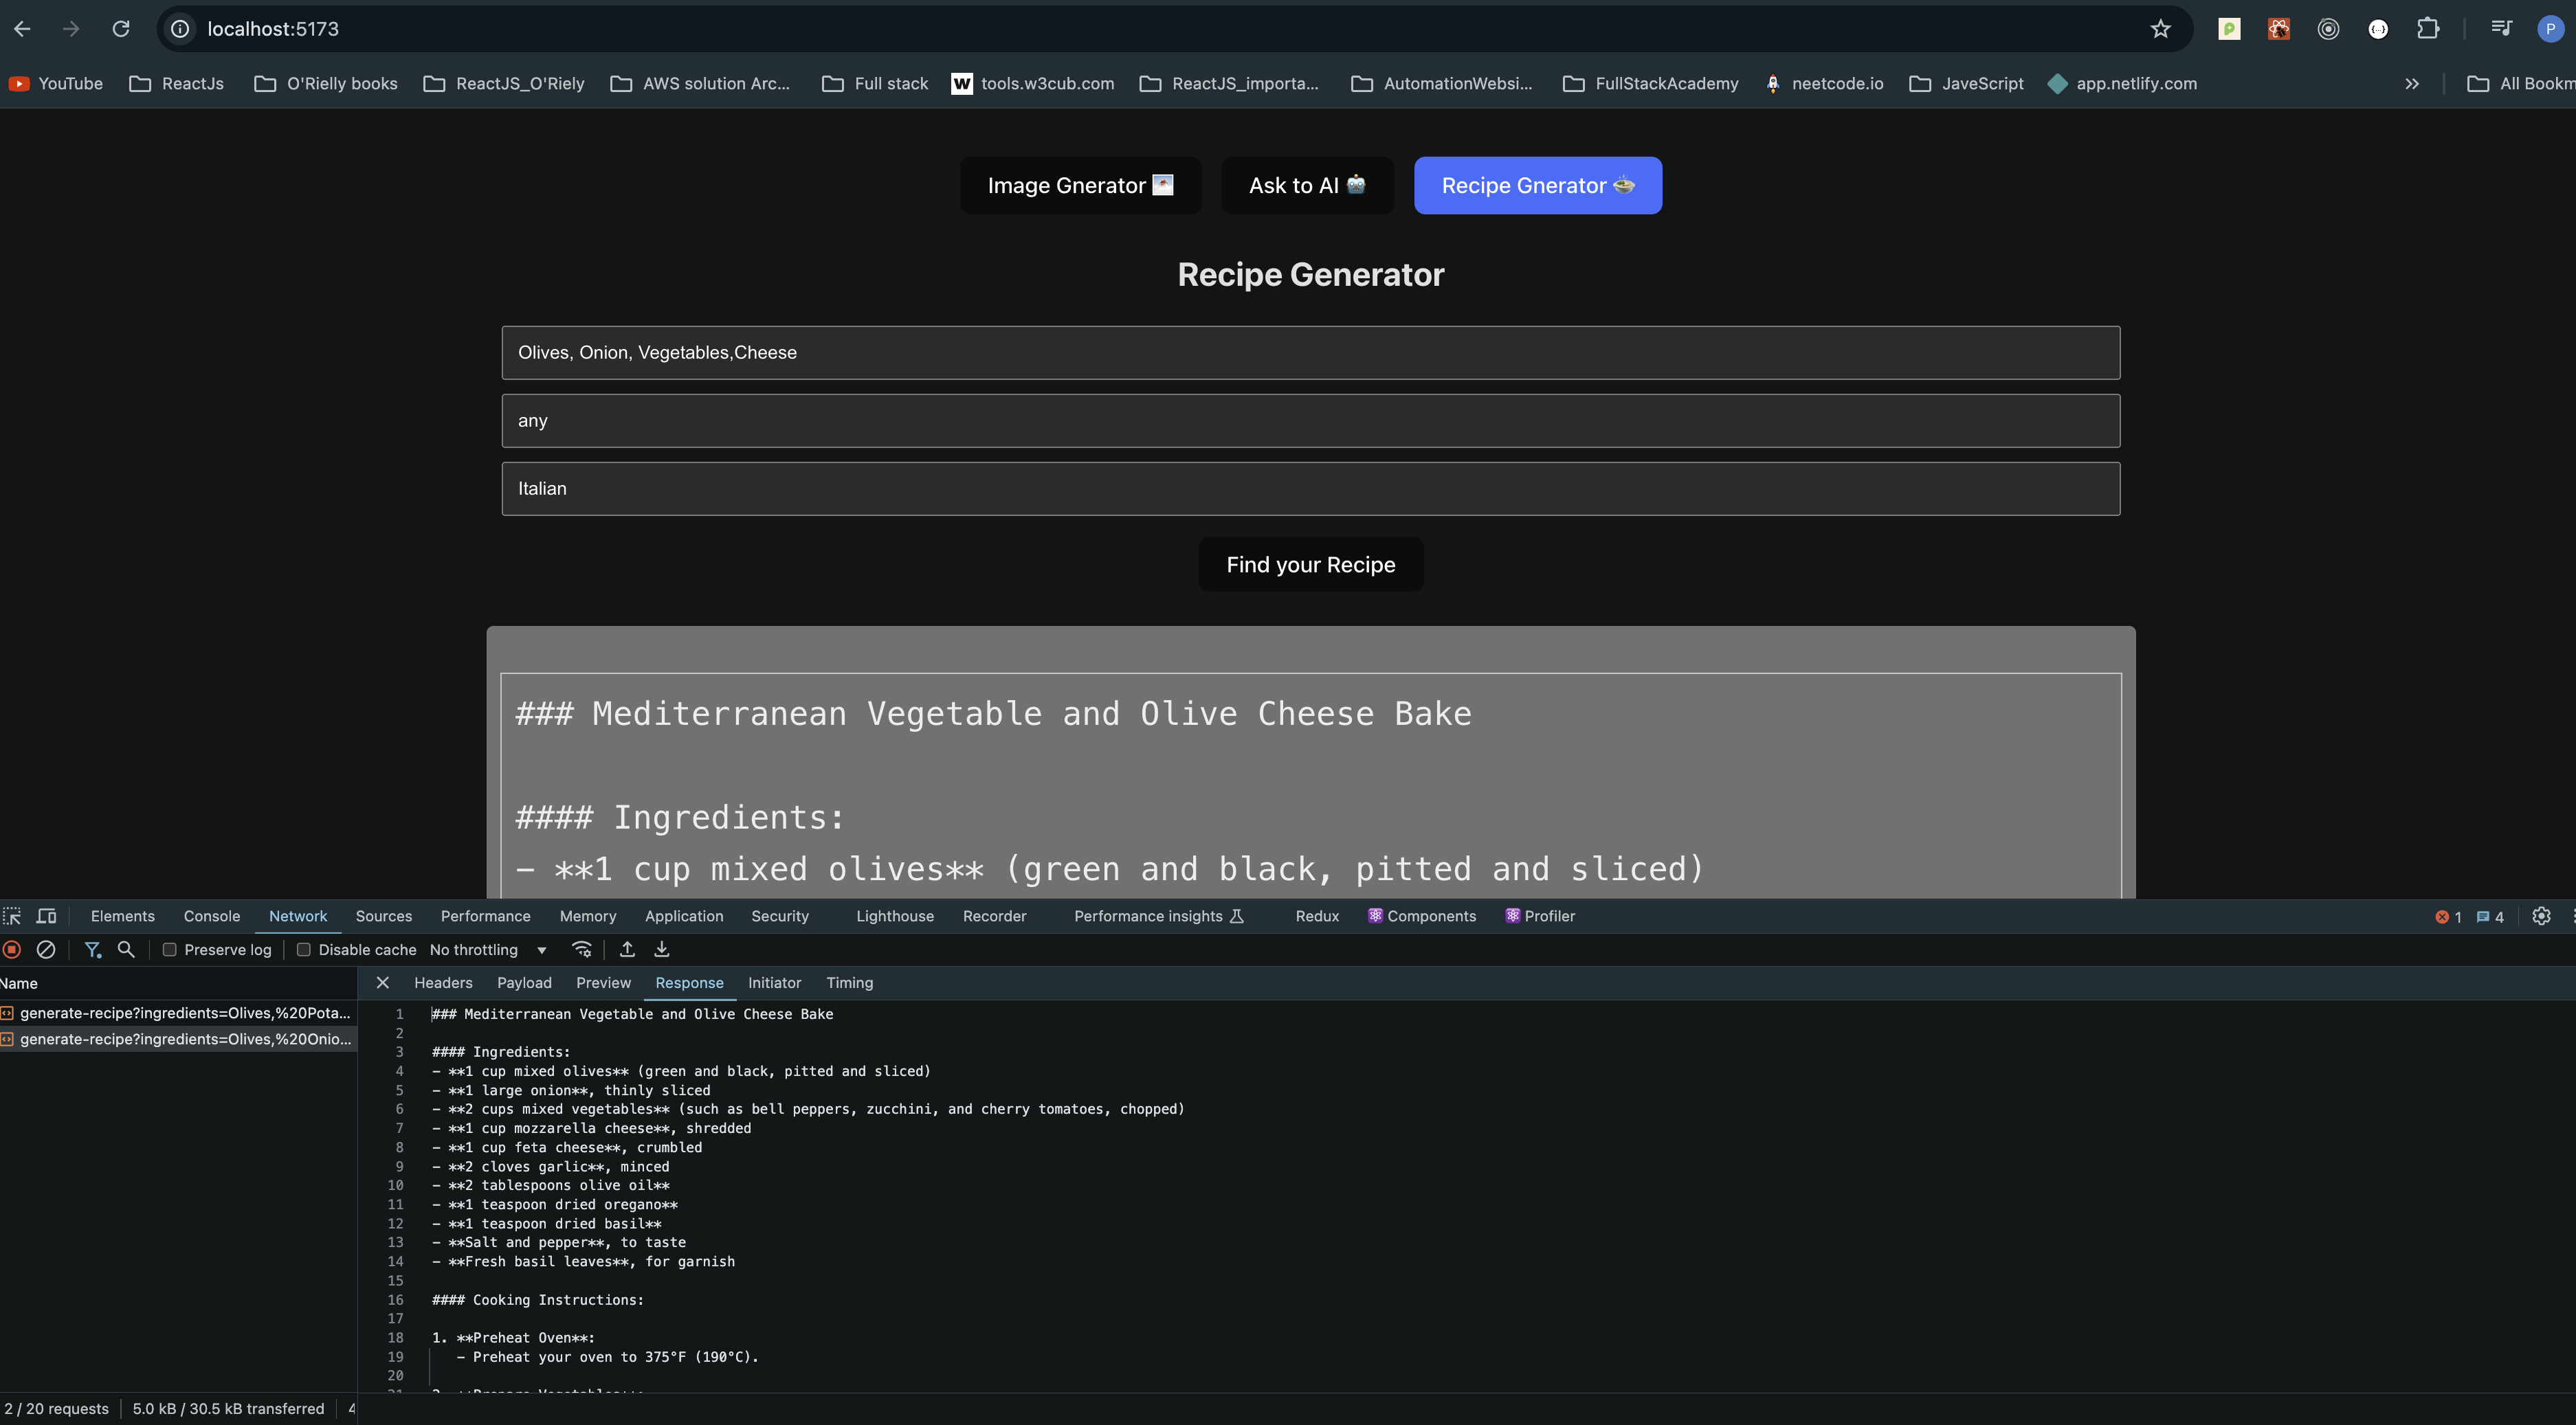 localhost:5173
P
YouTube ReactJs O'Rielly books ReactJS_O'Riely AWS solution Arc... Full stack W tools.w3cub.com ReactJS_importa... AutomationWebsi... FullStackAcademy neetcode.io JaveScript app.netlify.com » All Bookm
Image Gnerator Ask to AI Recipe Gnerator
Recipe Generator
Olives, Onion, Vegetables,Cheese
any
Italian
Find your Recipe
### Mediterranean Vegetable and Olive Cheese Bake
#### Ingredients:
- **1 cup mixed olives** (green and black, pitted and sliced)
Elements Console Network Sources Performance Memory Application Security Lighthouse Recorder Performance insights Redux Components Profiler 1 4
Preserve log Disable cache No throttling
Name
Headers Payload Preview Response Initiator Timing
generate-recipe?ingredients=Olives,%20Pota...
generate-recipe?ingredients=Olives,%20Onio...
1 ### Mediterranean Vegetable and Olive Cheese Bake
2
3 #### Ingredients:
4 - **1 cup mixed olives** (green and black, pitted and sliced)
5 - **1 large onion**, thinly sliced
6 - **2 cups mixed vegetables** (such as bell peppers, zucchini, and cherry tomatoes, chopped)
7 - **1 cup mozzarella cheese**, shredded
8 - **1 cup feta cheese**, crumbled
9 - **2 cloves garlic**, minced
10 - **2 tablespoons olive oil**
11 - **1 teaspoon dried oregano**
12 - **1 teaspoon dried basil**
13 - **Salt and pepper**, to taste
14 - **Fresh basil leaves**, for garnish
15
16 #### Cooking Instructions:
17
18 1. **Preheat Oven**:
19 - Preheat your oven to 375°F (190°C).
20
2 / 20 requests 5.0 kB / 30.5 kB transferred